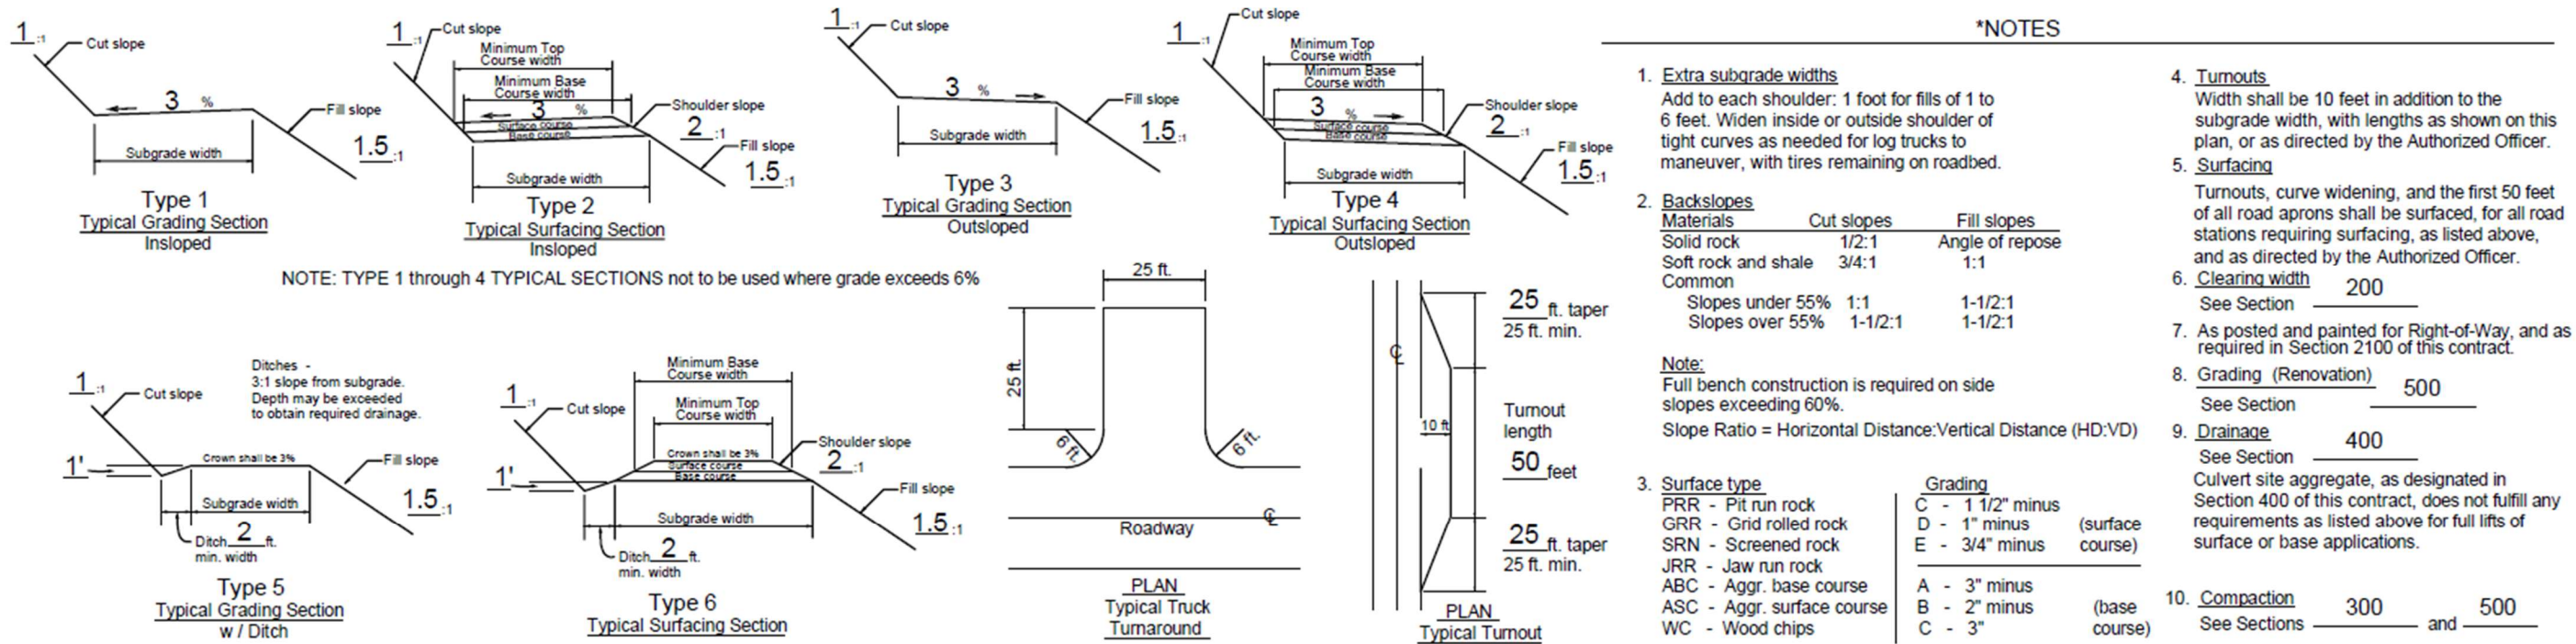 1 :1
Cut slope
3 %
Fill slope
1.5 :1
Subgrade width
Type 1
Typical Grading Section
Insloped
1 :1
Cut slope
Minimum Top
Course width
Minimum Base
Course width
3 %
Surface course
Base course
Shoulder slope
2 :1
Fill slope
1.5 :1
Subgrade width
Type 2
Typical Surfacing Section
Insloped
1 :1
Cut slope
3 %
Fill slope
1.5 :1
Subgrade width
Type 3
Typical Grading Section
Outsloped
1 :1
Cut slope
Minimum Top
Course width
Minimum Base
Course width
3 %
Surface course
Base course
Shoulder slope
2 :1
Fill slope
1.5 :1
Subgrade width
Type 4
Typical Surfacing Section
Outsloped
NOTE: TYPE 1 through 4 TYPICAL SECTIONS not to be used where grade exceeds 6%
1 :1
Cut slope
Ditches -
3:1 slope from subgrade.
Depth may be exceeded
to obtain required drainage.
1'
Crown shall be 3%
Fill slope
1.5 :1
Subgrade width
Ditch 2 ft.
min. width
Type 5
Typical Grading Section
w / Ditch
1 :1
Cut slope
Minimum Base
Course width
Minimum Top
Course width
Crown shall be 3%
Surface course
Base course
Shoulder slope
2 :1
1'
Fill slope
1.5 :1
Subgrade width
Ditch 2 ft.
min. width
Type 6
Typical Surfacing Section
25 ft.
25 ft.
6 ft.
6 ft.
Roadway
℄
PLAN
Typical Truck
Turnaround
℄
25 ft. taper
25 ft. min.
10 ft
Turnout
length
50 feet
25 ft. taper
25 ft. min.
PLAN
Typical Turnout
*NOTES
1. Extra subgrade widths
Add to each shoulder: 1 foot for fills of 1 to
6 feet. Widen inside or outside shoulder of
tight curves as needed for log trucks to
maneuver, with tires remaining on roadbed.
2. Backslopes
Materials Cut slopes Fill slopes
Solid rock 1/2:1 Angle of repose
Soft rock and shale 3/4:1 1:1
Common
Slopes under 55% 1:1 1-1/2:1
Slopes over 55% 1-1/2:1 1-1/2:1
Note:
Full bench construction is required on side
slopes exceeding 60%.
Slope Ratio = Horizontal Distance:Vertical Distance (HD:VD)
3. Surface type
PRR - Pit run rock
GRR - Grid rolled rock
SRN - Screened rock
JRR - Jaw run rock
ABC - Aggr. base course
ASC - Aggr. surface course
WC - Wood chips
Grading
C - 1 1/2" minus
D - 1" minus (surface
E - 3/4" minus course)
A - 3" minus
B - 2" minus (base
C - 3" course)
4. Turnouts
Width shall be 10 feet in addition to the
subgrade width, with lengths as shown on this
plan, or as directed by the Authorized Officer.
5. Surfacing
Turnouts, curve widening, and the first 50 feet
of all road aprons shall be surfaced, for all road
stations requiring surfacing, as listed above,
and as directed by the Authorized Officer.
6. Clearing width
See Section 200
7. As posted and painted for Right-of-Way, and as
required in Section 2100 of this contract.
8. Grading (Renovation)
See Section 500
9. Drainage
See Section 400
Culvert site aggregate, as designated in
Section 400 of this contract, does not fulfill any
requirements as listed above for full lifts of
surface or base applications.
10. Compaction
See Sections 300 and 500